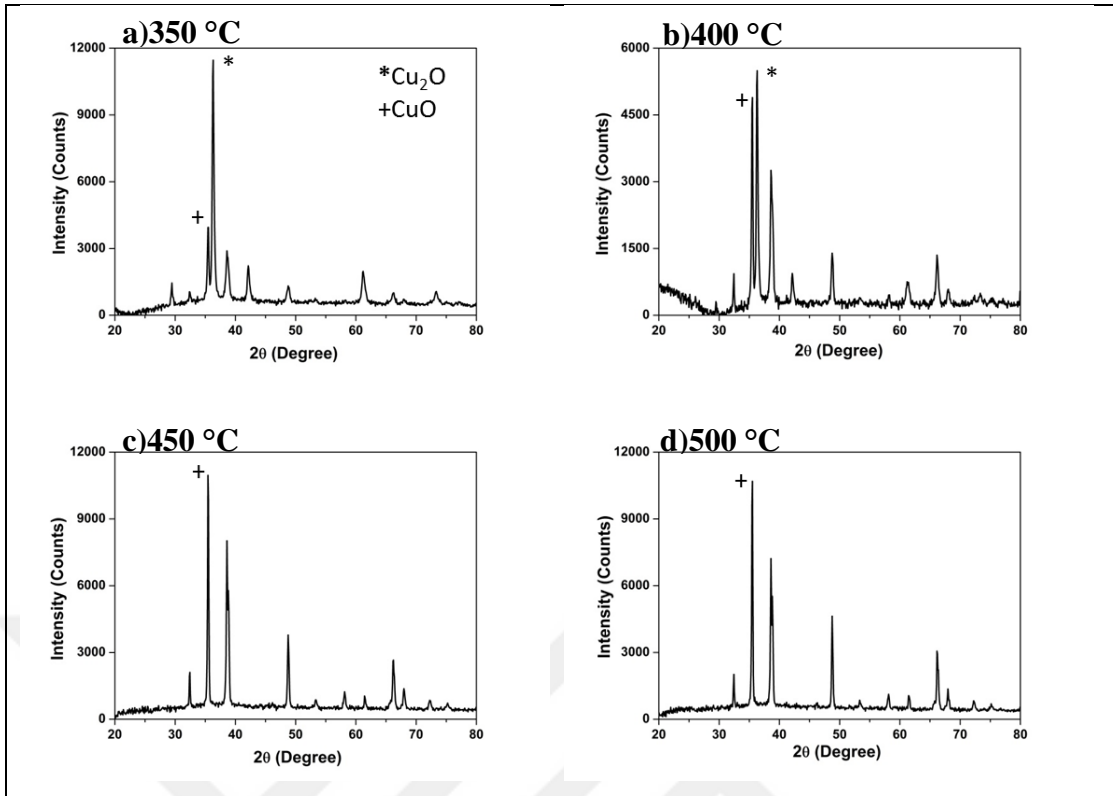 a)350 °C
12000
9000
6000
3000
0
Intensity (Counts)
*
+
*Cu₂O
+CuO
20 30 40 50 60 70 80
2θ (Degree)
b)400 °C
6000
4500
3000
1500
0
Intensity (Counts)
+
*
20 30 40 50 60 70 80
2θ (Degree)
c)450 °C
12000
9000
6000
3000
0
Intensity (Counts)
+
20 30 40 50 60 70 80
2θ (Degree)
d)500 °C
12000
9000
6000
3000
0
Intensity (Counts)
+
20 30 40 50 60 70 80
2θ (Degree)